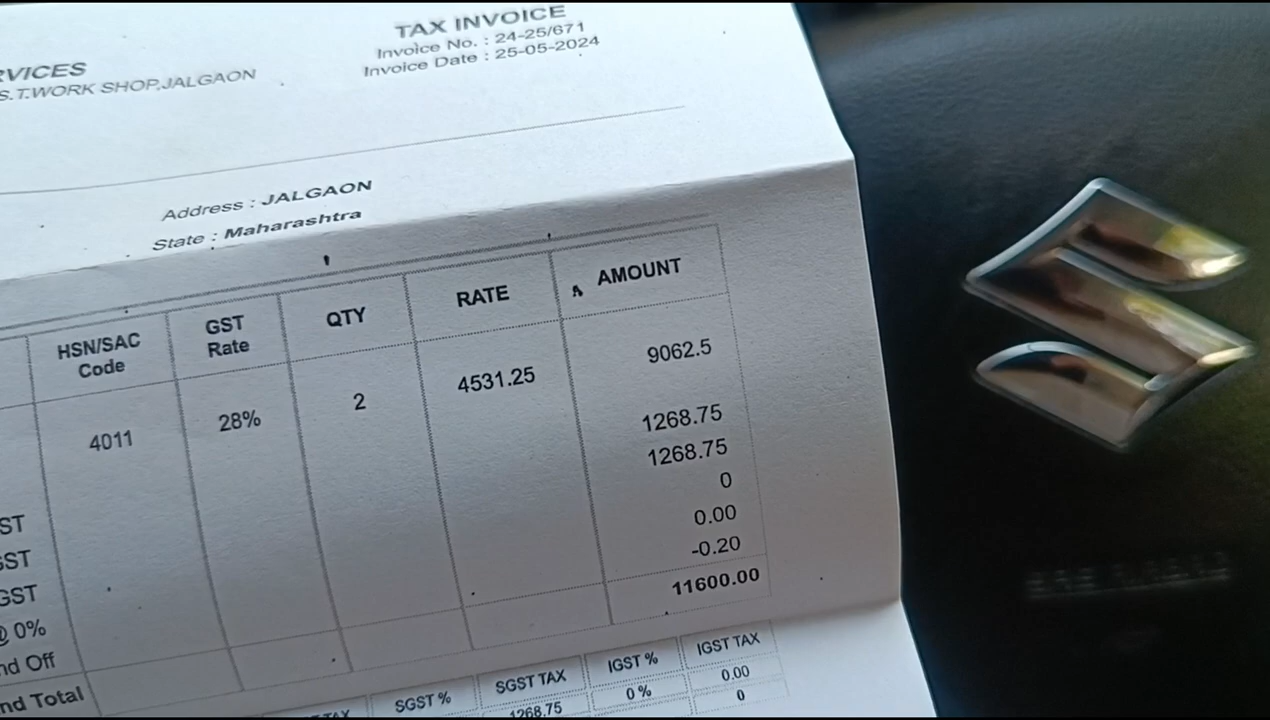 TAX INVOICE
Invoice No. : 24-25/671
Invoice Date : 25-05-2024
RVICES
S.T.WORK SHOP,JALGAON
Address : JALGAON
State : Maharashtra
HSN/SAC Code GST Rate QTY RATE AMOUNT
4011 28% 2 4531.25 9062.5
ST 1268.75
GST 1268.75
GST 0
@ 0% 0.00
nd Off -0.20
nd Total 11600.00
TAX SGST % SGST TAX IGST % IGST TAX
1268.75 0 % 0.00
0